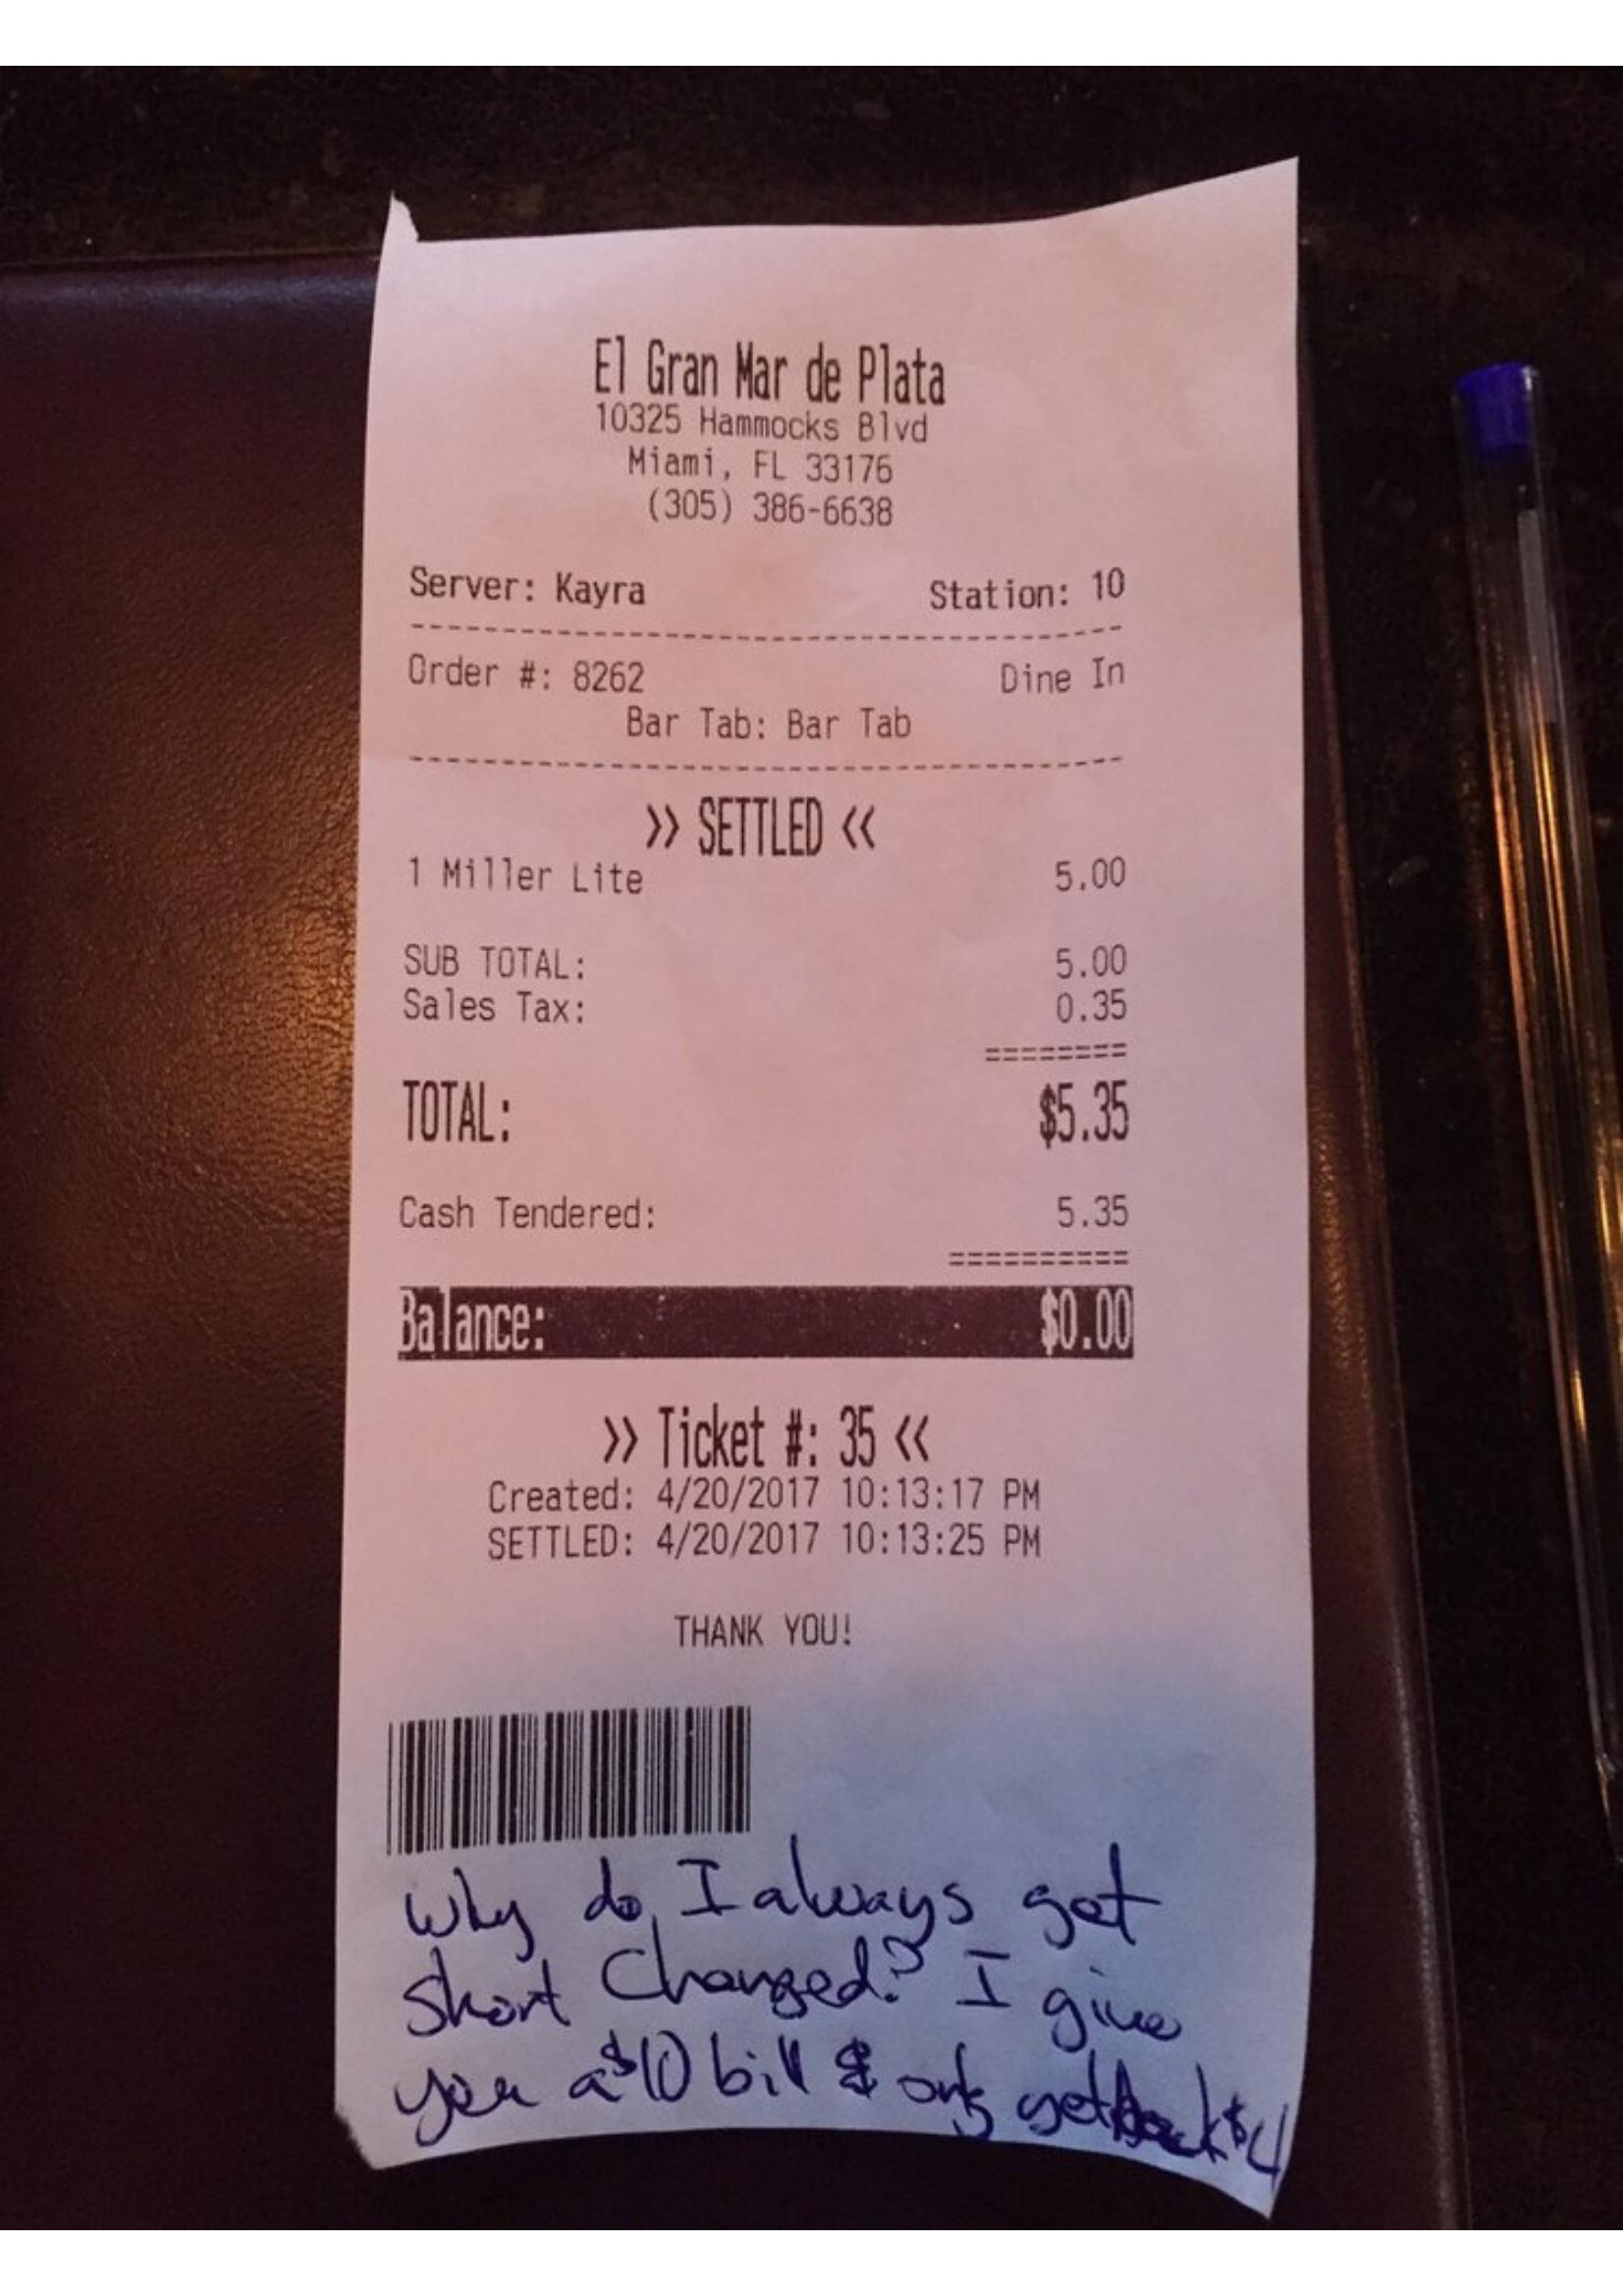 El Gran Mar de Plata
10325 Hammocks Blvd
Miami, FL 33176
(305) 386-6638
Server: Kayra Station: 10
Order #: 8262 Dine In
Bar Tab: Bar Tab
>> SETTLED <<
1 Miller Lite 5.00
SUB TOTAL: 5.00
Sales Tax: 0.35
========
TOTAL: $5.35
Cash Tendered: 5.35
==========
Balance: $0.00
>> Ticket #: 35 <<
Created: 4/20/2017 10:13:17 PM
SETTLED: 4/20/2017 10:13:25 PM
THANK YOU!
Why do I always get
short changed? I give
you a $10 bill & only get back $4